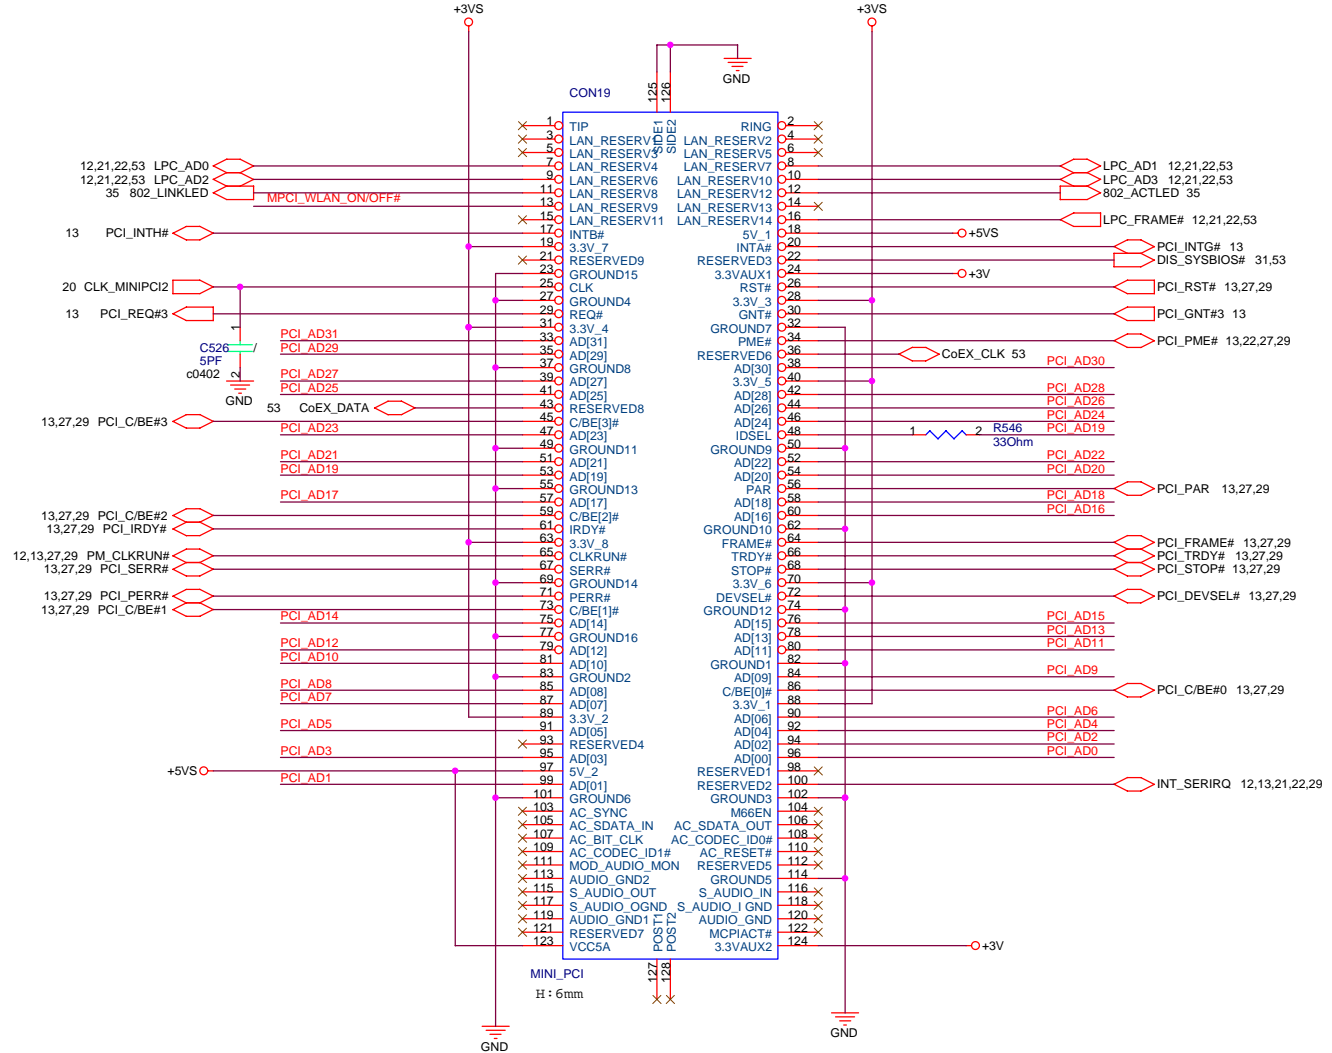 +3VS
+3VS
GND
CON19
125
126
SIDE1
SIDE2
1 TIP RING 2
3 LAN_RESERV1 LAN_RESERV2 4
5 LAN_RESERV3 LAN_RESERV5 6
12,21,22,53 LPC_AD0 7 LAN_RESERV4 LAN_RESERV7 8 LPC_AD1 12,21,22,53
12,21,22,53 LPC_AD2 9 LAN_RESERV6 LAN_RESERV10 10 LPC_AD3 12,21,22,53
35 802_LINKLED 11 LAN_RESERV8 LAN_RESERV12 12 802_ACTLED 35
MPCI_WLAN_ON/OFF# 13 LAN_RESERV9 LAN_RESERV13 14
15 LAN_RESERV11 LAN_RESERV14 16 LPC_FRAME# 12,21,22,53
13 PCI_INTH# 17 INTB# 5V_1 18 +5VS
19 3.3V_7 INTA# 20 PCI_INTG# 13
21 RESERVED9 RESERVED3 22 DIS_SYSBIOS# 31,53
23 GROUND15 3.3VAUX1 24 +3V
20 CLK_MINIPCI2 25 CLK RST# 26 PCI_RST# 13,27,29
27 GROUND4 3.3V_3 28
13 PCI_REQ#3 29 REQ# GNT# 30 PCI_GNT#3 13
31 3.3V_4 GROUND7 32
PCI_AD31 33 AD[31] PME# 34 PCI_PME# 13,22,27,29
PCI_AD29 35 AD[29] RESERVED6 36 CoEX_CLK 53
37 GROUND8 AD[30] 38 PCI_AD30
PCI_AD27 39 AD[27] 3.3V_5 40
PCI_AD25 41 AD[25] AD[28] 42 PCI_AD28
53 CoEX_DATA 43 RESERVED8 AD[26] 44 PCI_AD26
13,27,29 PCI_C/BE#3 45 C/BE[3]# AD[24] 46 PCI_AD24
PCI_AD23 47 AD[23] IDSEL 48 1 2 R546 33Ohm PCI_AD19
49 GROUND11 GROUND9 50
PCI_AD21 51 AD[21] AD[22] 52 PCI_AD22
PCI_AD19 53 AD[19] AD[20] 54 PCI_AD20
55 GROUND13 PAR 56 PCI_PAR 13,27,29
PCI_AD17 57 AD[17] AD[18] 58 PCI_AD18
13,27,29 PCI_C/BE#2 59 C/BE[2]# AD[16] 60 PCI_AD16
13,27,29 PCI_IRDY# 61 IRDY# GROUND10 62
63 3.3V_8 FRAME# 64 PCI_FRAME# 13,27,29
12,13,27,29 PM_CLKRUN# 65 CLKRUN# TRDY# 66 PCI_TRDY# 13,27,29
13,27,29 PCI_SERR# 67 SERR# STOP# 68 PCI_STOP# 13,27,29
69 GROUND14 3.3V_6 70
13,27,29 PCI_PERR# 71 PERR# DEVSEL# 72 PCI_DEVSEL# 13,27,29
13,27,29 PCI_C/BE#1 73 C/BE[1]# GROUND12 74
PCI_AD14 75 AD[14] AD[15] 76 PCI_AD15
77 GROUND16 AD[13] 78 PCI_AD13
PCI_AD12 79 AD[12] AD[11] 80 PCI_AD11
PCI_AD10 81 AD[10] GROUND1 82
83 GROUND2 AD[09] 84 PCI_AD9
PCI_AD8 85 AD[08] C/BE[0]# 86 PCI_C/BE#0 13,27,29
PCI_AD7 87 AD[07] 3.3V_1 88
89 3.3V_2 AD[06] 90 PCI_AD6
PCI_AD5 91 AD[05] AD[04] 92 PCI_AD4
93 RESERVED4 AD[02] 94 PCI_AD2
PCI_AD3 95 AD[03] AD[00] 96 PCI_AD0
+5VS 97 5V_2 RESERVED1 98
PCI_AD1 99 AD[01] RESERVED2 100 INT_SERIRQ 12,13,21,22,29
101 GROUND6 GROUND3 102
103 AC_SYNC M66EN 104
105 AC_SDATA_IN AC_SDATA_OUT 106
107 AC_BIT_CLK AC_CODEC_ID0# 108
109 AC_CODEC_ID1# AC_RESET# 110
111 MOD_AUDIO_MON RESERVED5 112
113 AUDIO_GND2 GROUND5 114
115 S_AUDIO_OUT S_AUDIO_IN 116
117 S_AUDIO_OGND S_AUDIO_I GND 118
119 AUDIO_GND1 AUDIO_GND 120
121 RESERVED7 MCPIACT# 122
123 VCC5A 3.3VAUX2 124 +3V
1
C526
5PF
c0402
2
GND
POST1
POST2
127
128
MINI_PCI
H:6mm
GND
GND